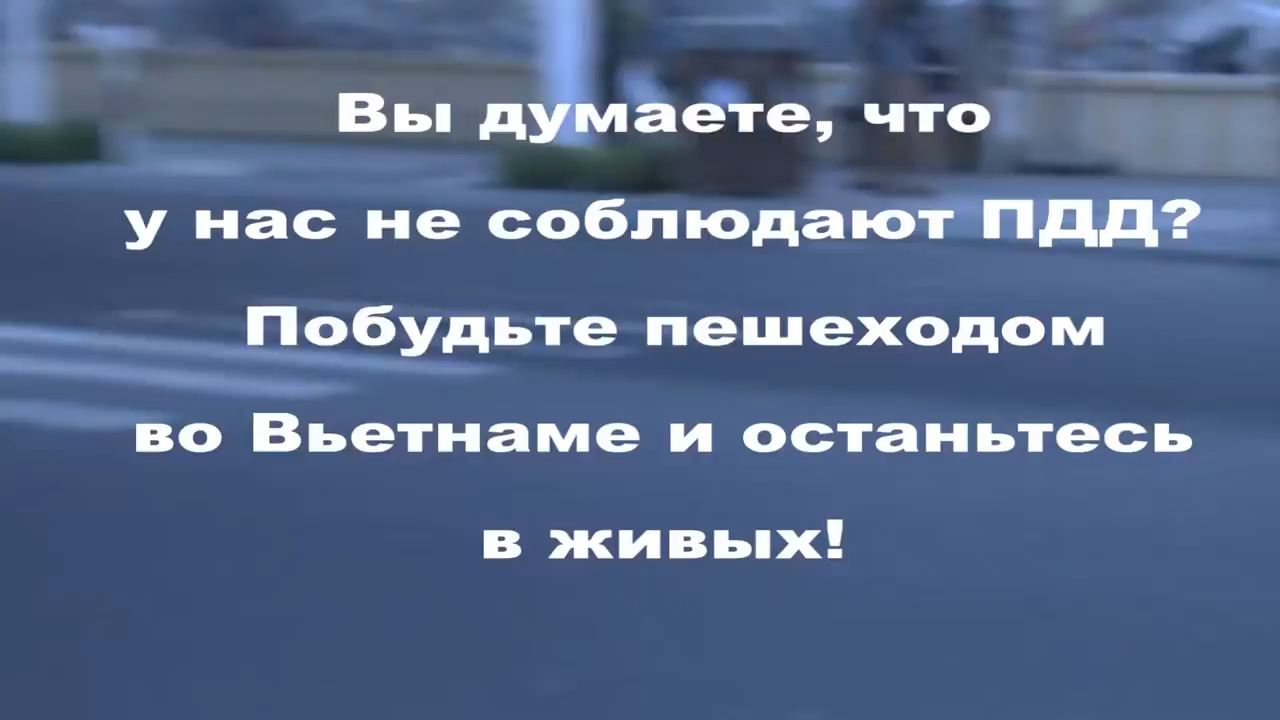 Вы думаете, что
у нас не соблюдают ПДД?
Побудьте пешеходом
во Вьетнаме и останьтесь
в живых!